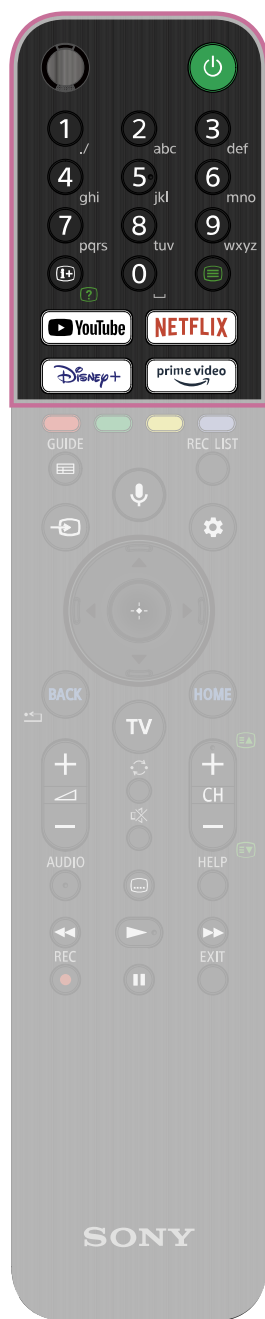 1 2 3
./ abc def
4 5 6
ghi jkl mno
7 8 9
pqrs tuv wxyz
i+ 0
?
YouTube NETFLIX
Disney+ prime video
GUIDE REC LIST
BACK HOME
TV
+ +
CH
− −
AUDIO HELP
REC EXIT
SONY